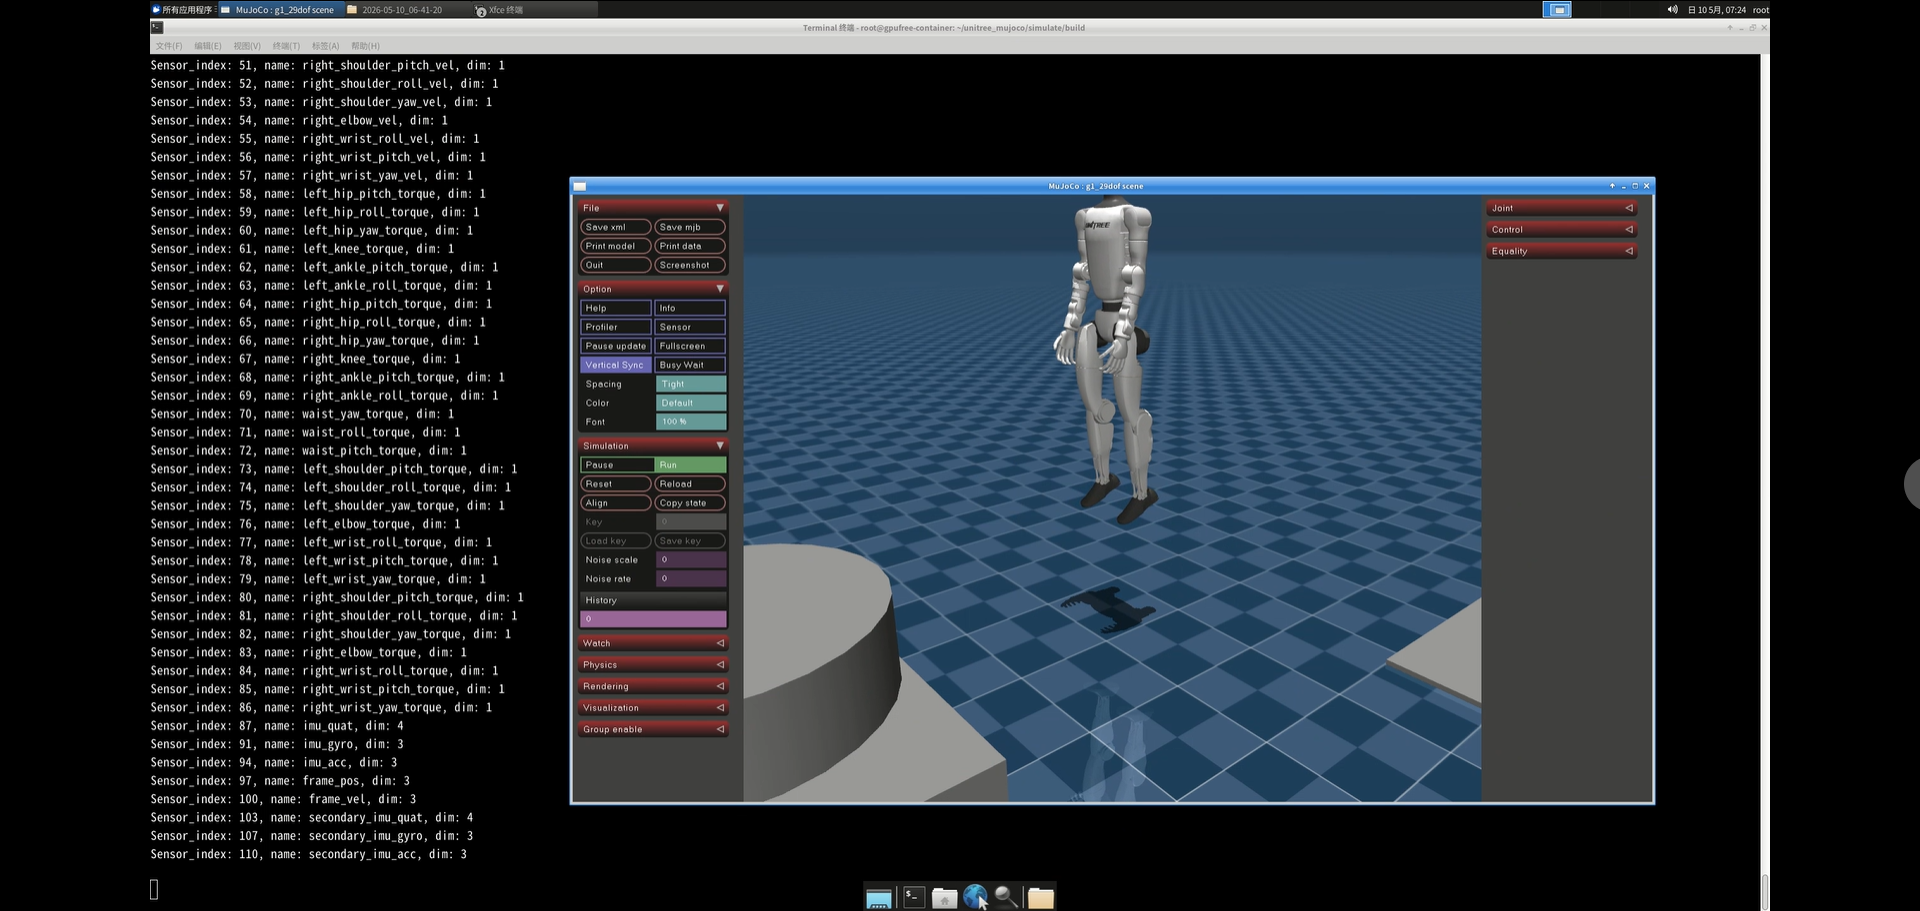 所有应用程序
MuJoCo : g1_29dof scene
2026-05-10_06-41-20
2
Xfce 终端
日 10 5月, 07:24
root
Terminal 终端 - root@gpufree-container: ~/unitree_mujoco/simulate/build
文件(F) 编辑(E) 视图(V) 终端(T) 标签(A) 帮助(H)
Sensor_index: 51, name: right_shoulder_pitch_vel, dim: 1
Sensor_index: 52, name: right_shoulder_roll_vel, dim: 1
Sensor_index: 53, name: right_shoulder_yaw_vel, dim: 1
Sensor_index: 54, name: right_elbow_vel, dim: 1
Sensor_index: 55, name: right_wrist_roll_vel, dim: 1
Sensor_index: 56, name: right_wrist_pitch_vel, dim: 1
Sensor_index: 57, name: right_wrist_yaw_vel, dim: 1
Sensor_index: 58, name: left_hip_pitch_torque, dim: 1
Sensor_index: 59, name: left_hip_roll_torque, dim: 1
Sensor_index: 60, name: left_hip_yaw_torque, dim: 1
Sensor_index: 61, name: left_knee_torque, dim: 1
Sensor_index: 62, name: left_ankle_pitch_torque, dim: 1
Sensor_index: 63, name: left_ankle_roll_torque, dim: 1
Sensor_index: 64, name: right_hip_pitch_torque, dim: 1
Sensor_index: 65, name: right_hip_roll_torque, dim: 1
Sensor_index: 66, name: right_hip_yaw_torque, dim: 1
Sensor_index: 67, name: right_knee_torque, dim: 1
Sensor_index: 68, name: right_ankle_pitch_torque, dim: 1
Sensor_index: 69, name: right_ankle_roll_torque, dim: 1
Sensor_index: 70, name: waist_yaw_torque, dim: 1
Sensor_index: 71, name: waist_roll_torque, dim: 1
Sensor_index: 72, name: waist_pitch_torque, dim: 1
Sensor_index: 73, name: left_shoulder_pitch_torque, dim: 1
Sensor_index: 74, name: left_shoulder_roll_torque, dim: 1
Sensor_index: 75, name: left_shoulder_yaw_torque, dim: 1
Sensor_index: 76, name: left_elbow_torque, dim: 1
Sensor_index: 77, name: left_wrist_roll_torque, dim: 1
Sensor_index: 78, name: left_wrist_pitch_torque, dim: 1
Sensor_index: 79, name: left_wrist_yaw_torque, dim: 1
Sensor_index: 80, name: right_shoulder_pitch_torque, dim: 1
Sensor_index: 81, name: right_shoulder_roll_torque, dim: 1
Sensor_index: 82, name: right_shoulder_yaw_torque, dim: 1
Sensor_index: 83, name: right_elbow_torque, dim: 1
Sensor_index: 84, name: right_wrist_roll_torque, dim: 1
Sensor_index: 85, name: right_wrist_pitch_torque, dim: 1
Sensor_index: 86, name: right_wrist_yaw_torque, dim: 1
Sensor_index: 87, name: imu_quat, dim: 4
Sensor_index: 91, name: imu_gyro, dim: 3
Sensor_index: 94, name: imu_acc, dim: 3
Sensor_index: 97, name: frame_pos, dim: 3
Sensor_index: 100, name: frame_vel, dim: 3
Sensor_index: 103, name: secondary_imu_quat, dim: 4
Sensor_index: 107, name: secondary_imu_gyro, dim: 3
Sensor_index: 110, name: secondary_imu_acc, dim: 3
MuJoCo : g1_29dof scene
File
Save xml Save mjb
Print model Print data
Quit Screenshot
Option
Help Info
Profiler Sensor
Pause update Fullscreen
Vertical Sync Busy Wait
Spacing Tight
Color Default
Font 100 %
Simulation
Pause Run
Reset Reload
Align Copy state
Key 0
Load key Save key
Noise scale 0
Noise rate 0
History
0
Watch
Physics
Rendering
Visualization
Group enable
Joint
Control
Equality